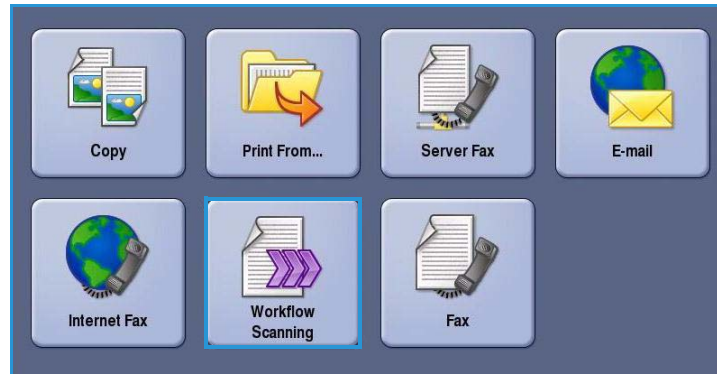 Copy
Print From...
Server Fax
E-mail
Internet Fax
Workflow
Scanning
Fax